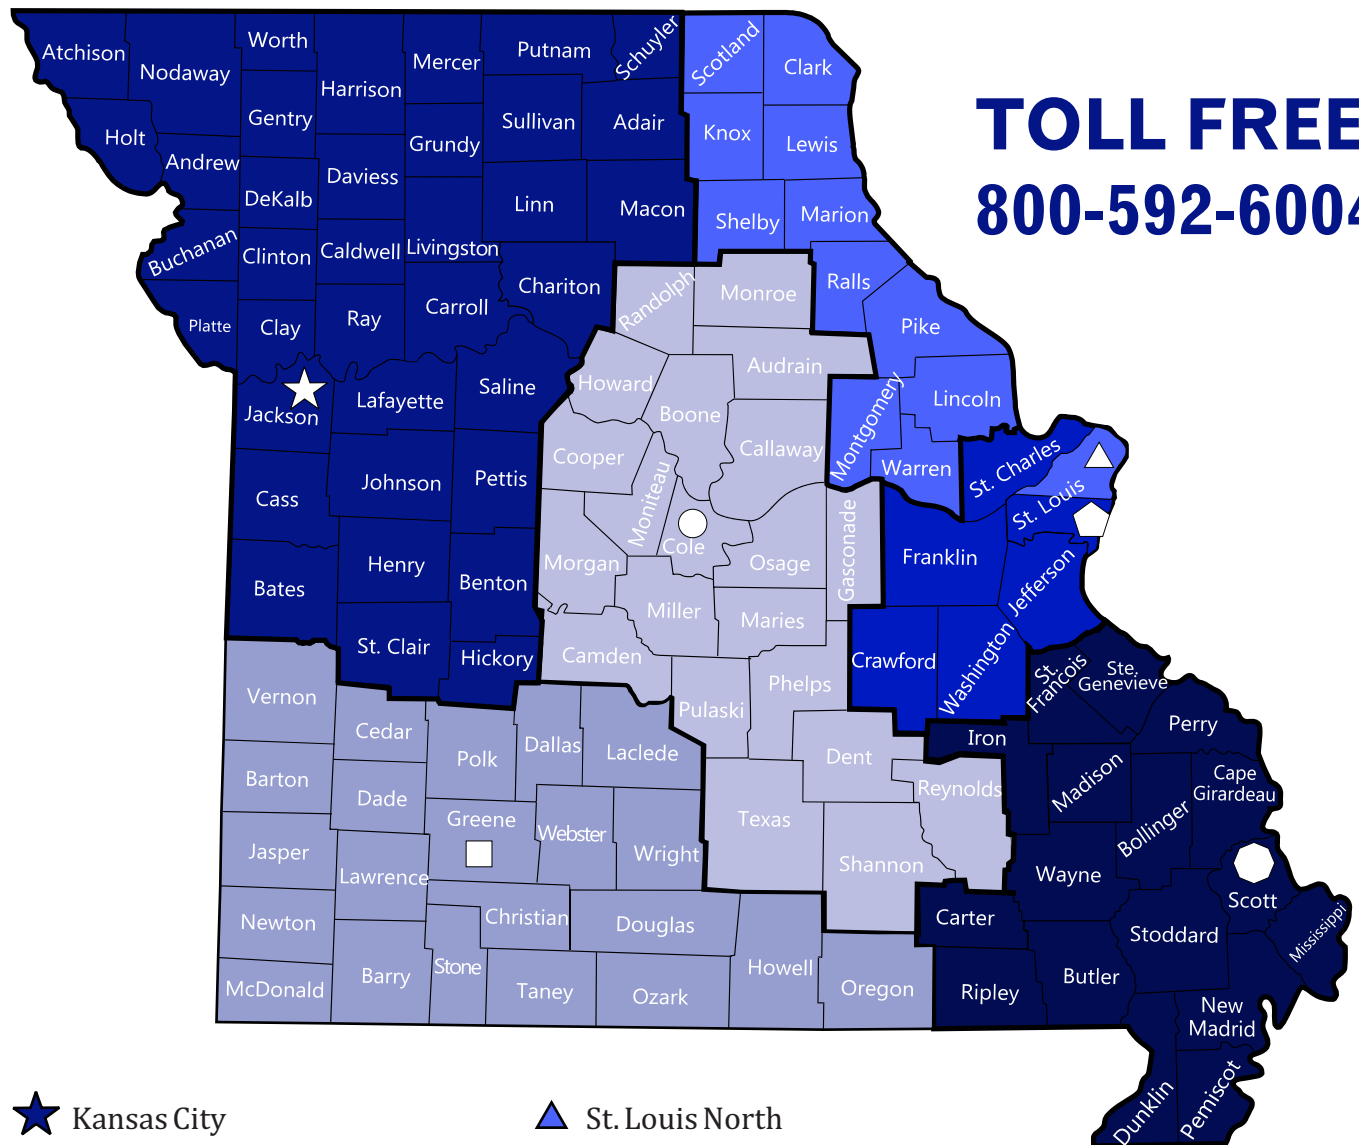 TOLL FREE
800-592-6004
Atchison
Nodaway
Worth
Harrison
Mercer
Putnam
Schuyler
Scotland
Clark
Holt
Andrew
Gentry
Grundy
Sullivan
Adair
Knox
Lewis
DeKalb
Daviess
Linn
Macon
Shelby
Marion
Buchanan
Clinton
Caldwell
Livingston
Chariton
Randolph
Monroe
Ralls
Platte
Clay
Ray
Carroll
Pike
Jackson
Lafayette
Saline
Howard
Boone
Audrain
Montgomery
Lincoln
Cass
Johnson
Pettis
Cooper
Moniteau
Callaway
Warren
St. Charles
St. Louis
Bates
Henry
Benton
Morgan
Cole
Osage
Gasconade
Franklin
Jefferson
St. Clair
Hickory
Camden
Miller
Maries
Crawford
Washington
St.
Francois
Ste.
Genevieve
Vernon
Cedar
Polk
Dallas
Laclede
Pulaski
Phelps
Dent
Iron
Reynolds
Madison
Perry
Bollinger
Cape
Girardeau
Barton
Dade
Greene
Webster
Wright
Texas
Shannon
Wayne
Scott
Mississippi
Jasper
Lawrence
Christian
Douglas
Carter
Stoddard
Newton
McDonald
Barry
Stone
Taney
Ozark
Howell
Oregon
Ripley
Butler
New
Madrid
Dunklin
Pemiscot
Kansas City
St. Louis North